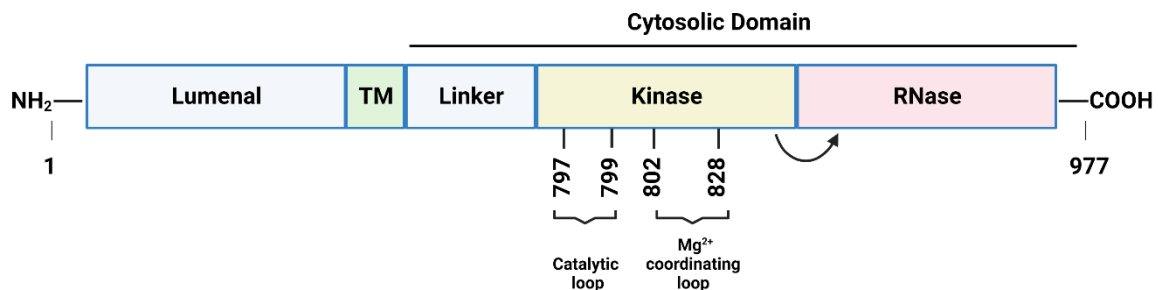 Cytosolic Domain
NH₂ Lumenal TM Linker Kinase RNase COOH
1 797 799 802 828 977
Catalytic
loop
Mg²⁺
coordinating
loop